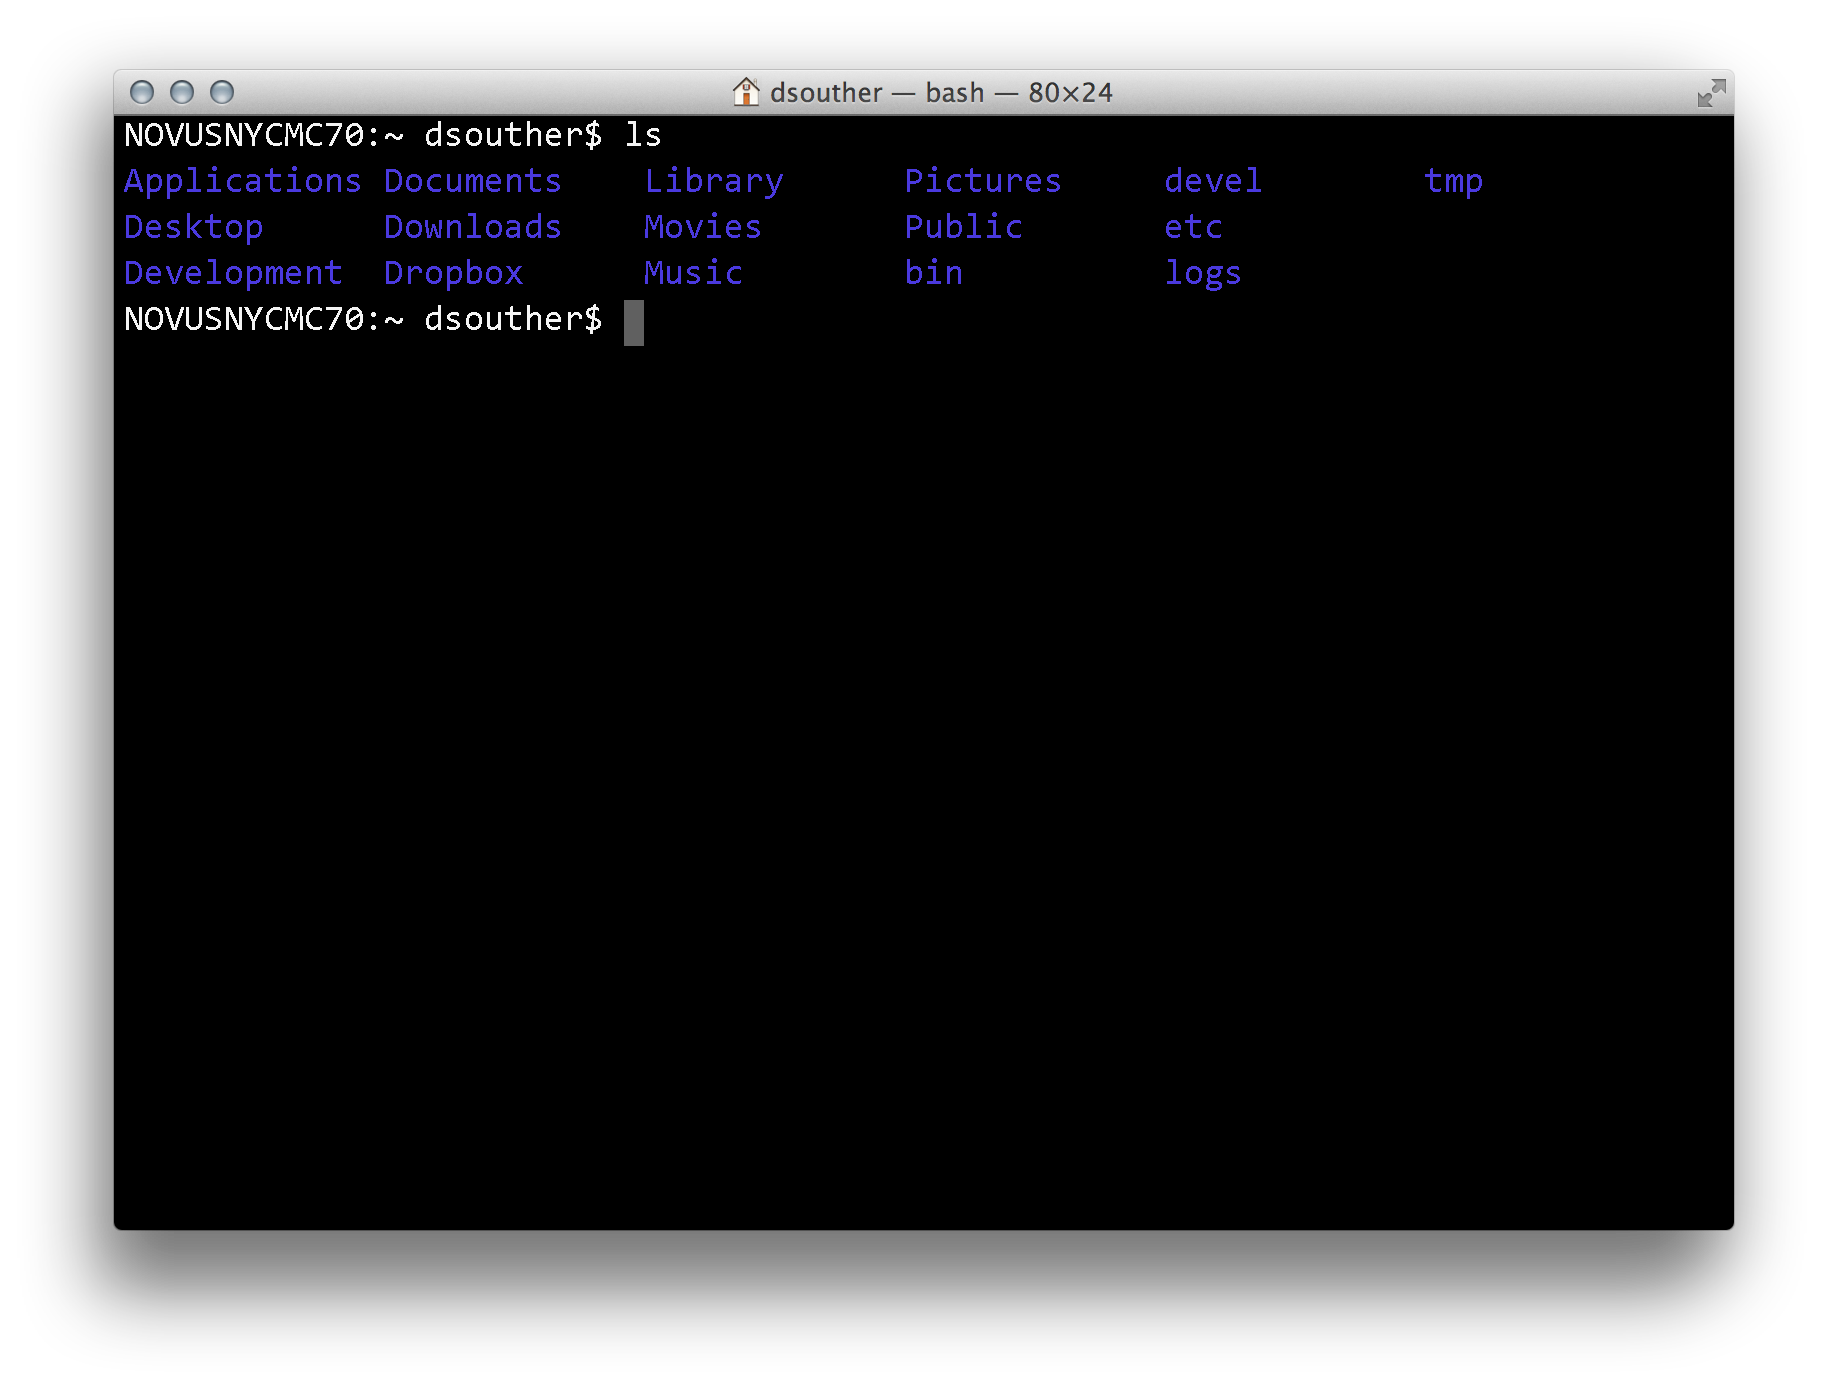 dsouther — bash — 80×24
NOVUSNYCMC70:~ dsouther$ ls
Applications Documents    Library      Pictures     devel        tmp
Desktop      Downloads    Movies       Public       etc
Development  Dropbox      Music        bin          logs
NOVUSNYCMC70:~ dsouther$